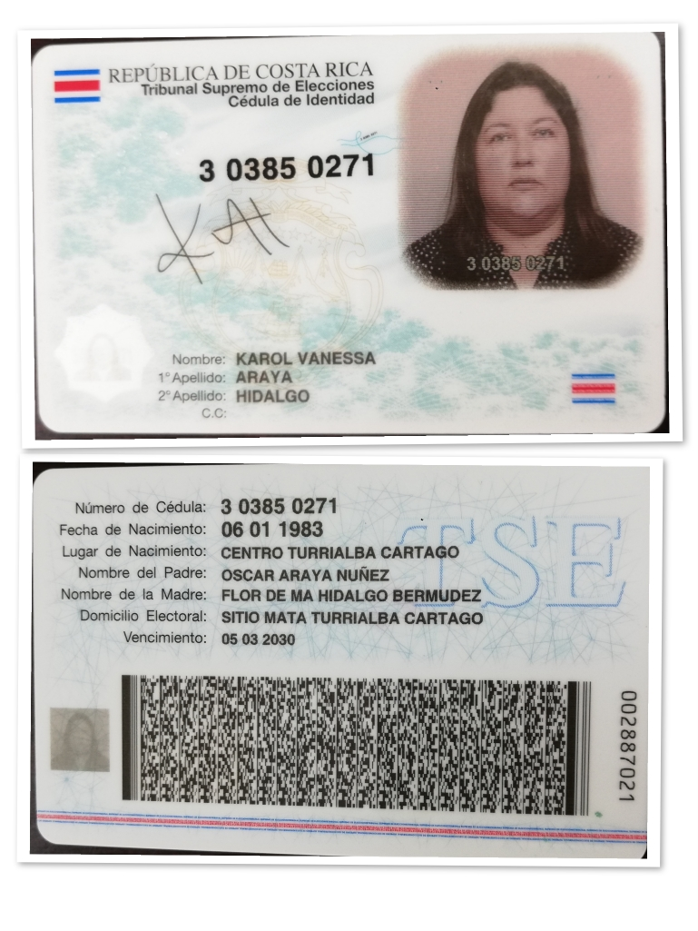 REPÚBLICA DE COSTA RICA
Tribunal Supremo de Elecciones
Cédula de Identidad
3 0385 0271
3 0385 0271
Nombre: KAROL VANESSA
1° Apellido: ARAYA
2° Apellido: HIDALGO
C.C:
Número de Cédula: 3 0385 0271
Fecha de Nacimiento: 06 01 1983
Lugar de Nacimiento: CENTRO TURRIALBA CARTAGO
Nombre del Padre: OSCAR ARAYA NUÑEZ
Nombre de la Madre: FLOR DE MA HIDALGO BERMUDEZ
Domicilio Electoral: SITIO MATA TURRIALBA CARTAGO
Vencimiento: 05 03 2030
TSE
002887021